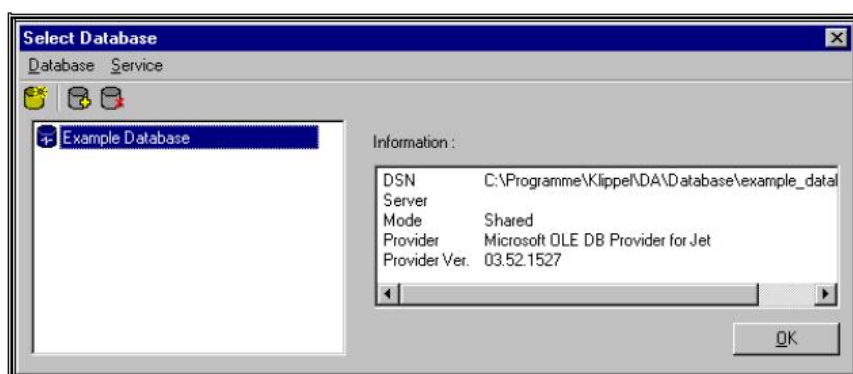 Select Database
Database Service
Example Database
Information :
DSN C:\Programme\Klippel\DA\Database\example_datal
Server
Mode Shared
Provider Microsoft OLE DB Provider for Jet
Provider Ver. 03.52.1527
OK